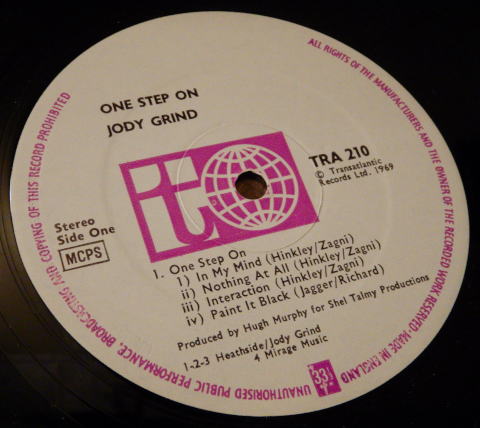 ONE STEP ON
JODY GRIND
TRA 210
© Transatlantic
Records Ltd. 1969
it
Stereo
Side One
MCPS
1. One Step On
i) In My Mind (Hinkley/Zagni)
ii) Nothing At All (Hinkley/Zagni)
iii) Interaction (Hinkley/Zagni)
iv) Paint It Black (Jagger/Richard)
Produced by Hugh Murphy for Shel Talmy Productions
1-2-3 Heathside/Jody Grind
4 Mirage Music
ALL RIGHTS OF THE MANUFACTURERS AND THE OWNER OF THE RECORDED WORK RESERVED · MADE IN ENGLAND
33⅓
UNAUTHORISED PUBLIC PERFORMANCE, BROADCASTING AND COPYING OF THIS RECORD PROHIBITED